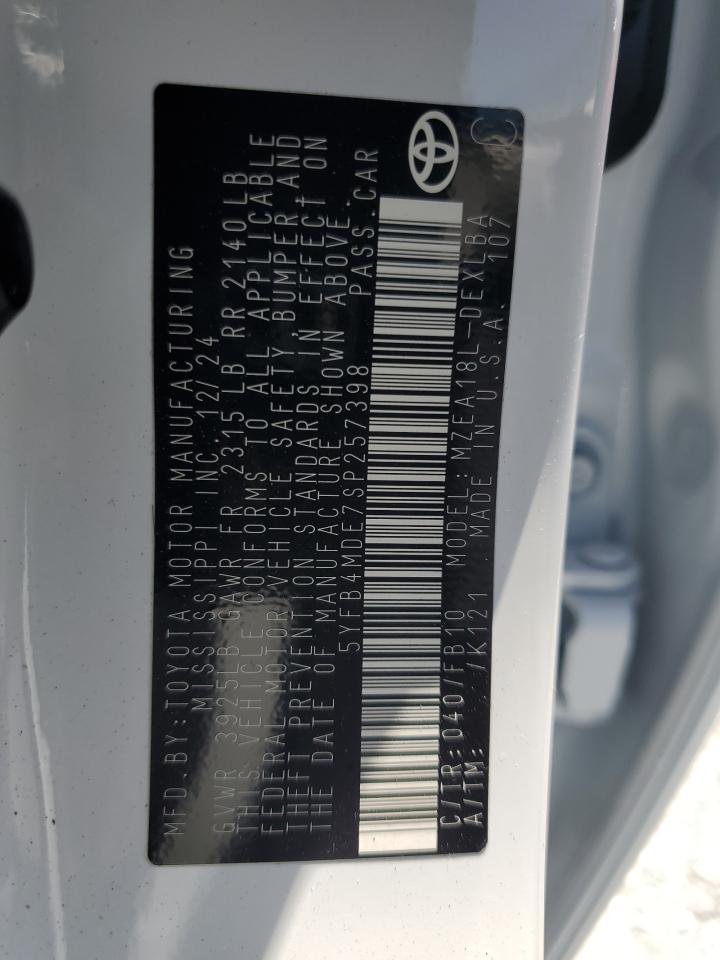 MFD.BY:TOYOTA MOTOR MANUFACTURING
MISSISSIPPI INC. 12/24
GVWR 3925LB GAWR FR 2315 LB RR 2140LB
THIS VEHICLE CONFORMS TO ALL APPLICABLE
FEDERAL MOTOR VEHICLE SAFETY, BUMPER, AND
THEFT PREVENTION STANDARDS IN EFFECT ON
THE DATE OF MANUFACTURE SHOWN ABOVE.
5YFB4MDE7SP257398 PASS.CAR
C/TR:040/FB10 MODEL:MZEA18L-DEXLBA
A/TM: /K121 MADE IN U.S.A. 107
C